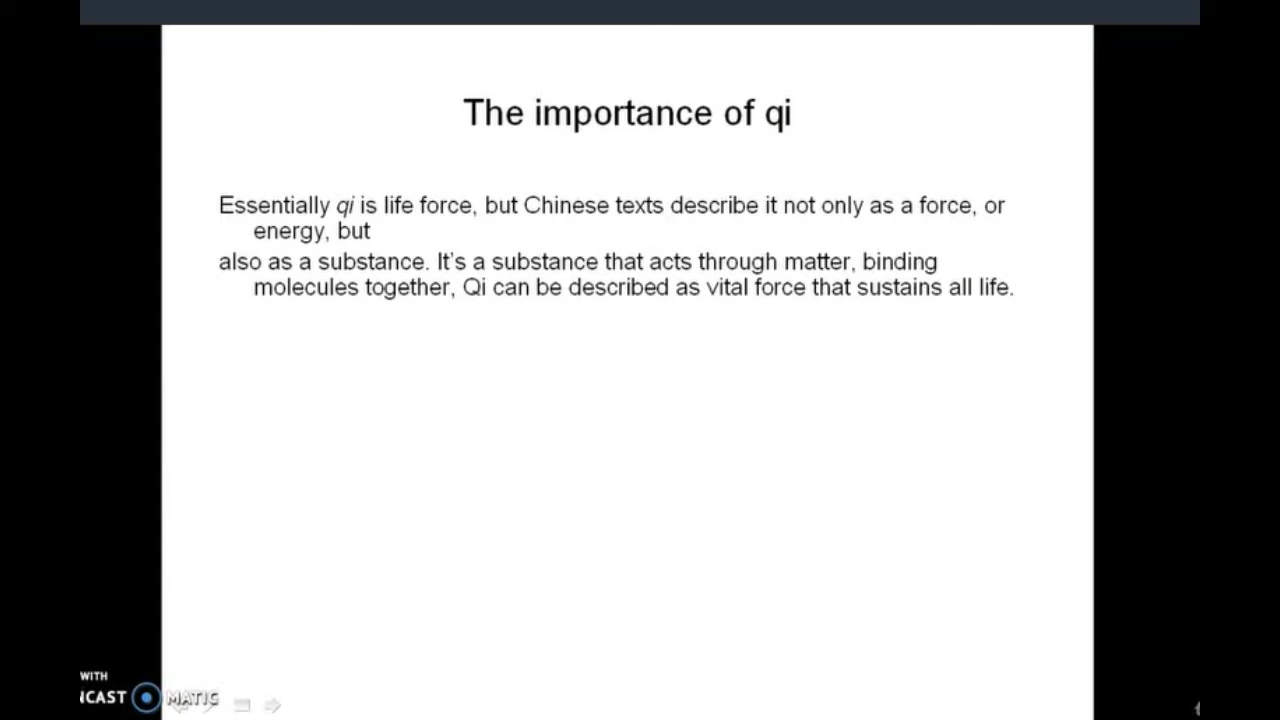 The importance of qi
Essentially qi is life force, but Chinese texts describe it not only as a force, or
energy, but
also as a substance. It’s a substance that acts through matter, binding
molecules together, Qi can be described as vital force that sustains all life.
WITH
CAST MATIC